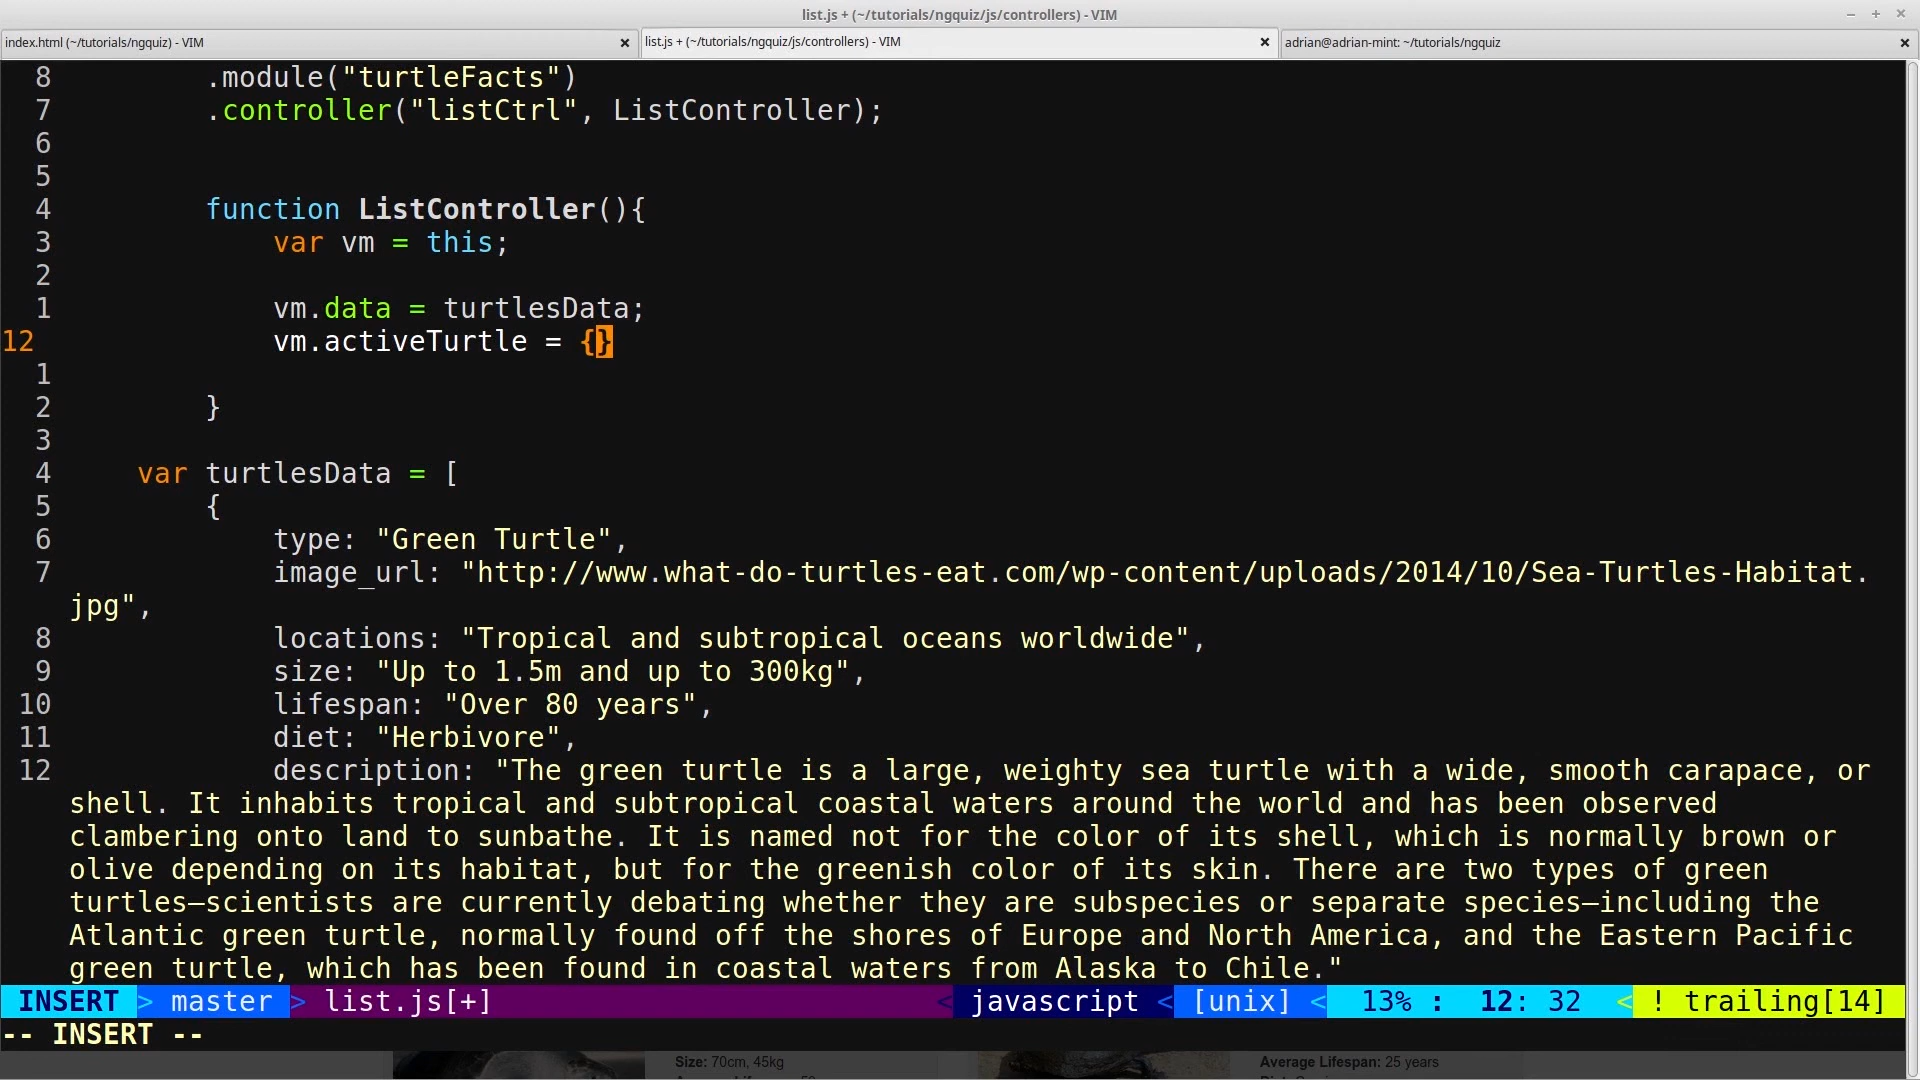 list.js + (~/tutorials/ngquiz/js/controllers) - VIM
index.html (~/tutorials/ngquiz) - VIM
list.js + (~/tutorials/ngquiz/js/controllers) - VIM
adrian@adrian-mint: ~/tutorials/ngquiz
8 .module("turtleFacts")
7 .controller("listCtrl", ListController);
6
5
4 function ListController(){
3 var vm = this;
2
1 vm.data = turtlesData;
12 vm.activeTurtle = {}
1
2 }
3
4 var turtlesData = [
5 {
6 type: "Green Turtle",
7 image_url: "http://www.what-do-turtles-eat.com/wp-content/uploads/2014/10/Sea-Turtles-Habitat.
jpg",
8 locations: "Tropical and subtropical oceans worldwide",
9 size: "Up to 1.5m and up to 300kg",
10 lifespan: "Over 80 years",
11 diet: "Herbivore",
12 description: "The green turtle is a large, weighty sea turtle with a wide, smooth carapace, or
shell. It inhabits tropical and subtropical coastal waters around the world and has been observed
clambering onto land to sunbathe. It is named not for the color of its shell, which is normally brown or
olive depending on its habitat, but for the greenish color of its skin. There are two types of green
turtles—scientists are currently debating whether they are subspecies or separate species—including the
Atlantic green turtle, normally found off the shores of Europe and North America, and the Eastern Pacific
green turtle, which has been found in coastal waters from Alaska to Chile."
INSERT > master > list.js[+] < javascript < [unix] < 13% : 12: 32 < ! trailing[14]
-- INSERT --
Size: 70cm, 45kg
Average Lifespan: 25 years